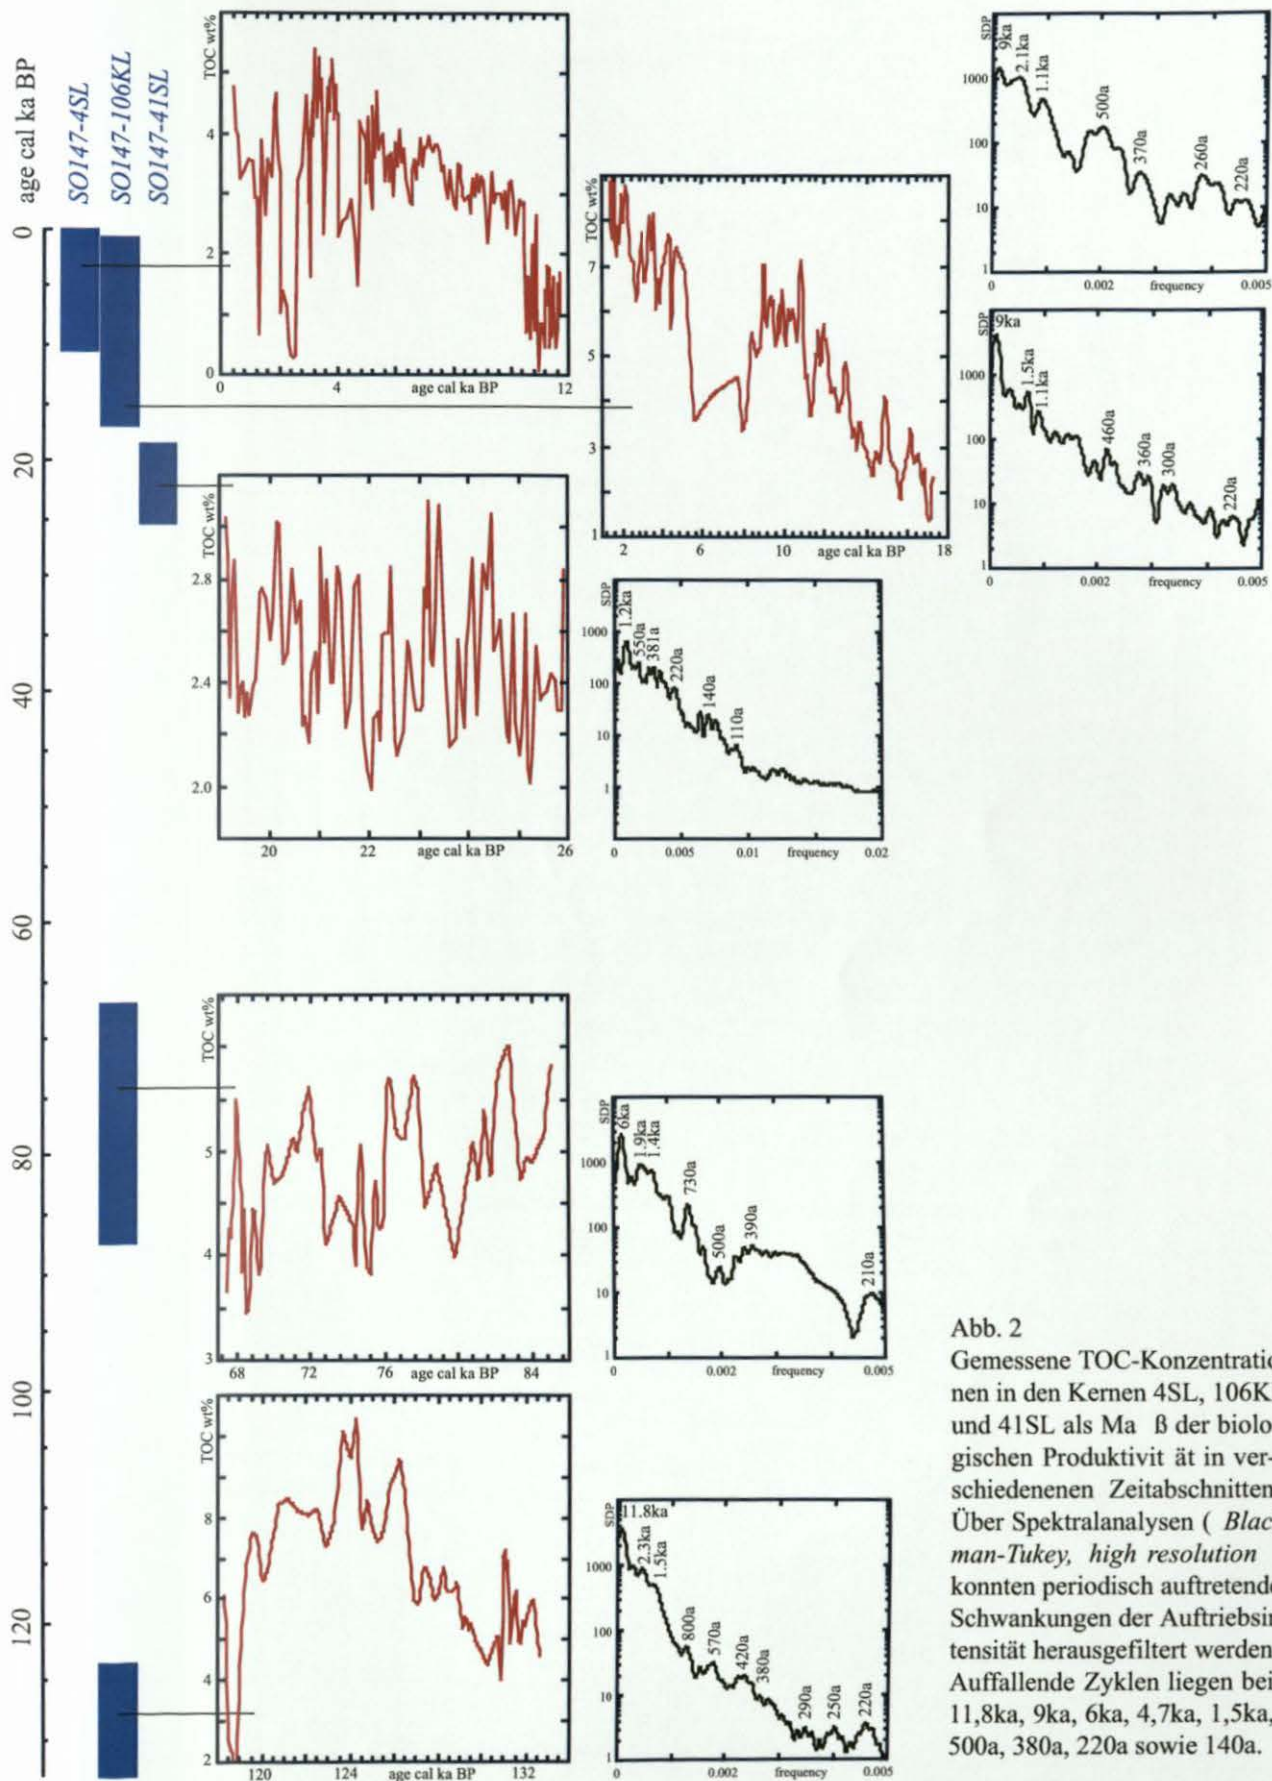 age cal ka BP
SO147-4SL
SO147-106KL
SO147-41SL
0
20
40
60
80
100
120
TOC wt%
4
2
1
0
0
4
age cal ka BP
12
TOC wt%
7
5
3
1
2
6
10
age cal ka BP
18
SDP
9ka
2.1ka
1.1ka
500a
370a
260a
220a
1000
100
10
1
0
0.002
frequency
0.005
SDP
9ka
1.5ka
1.1ka
460a
360a
300a
220a
1000
100
10
1
0
0.002
frequency
0.005
TOC wt%
2.8
2.4
2.0
20
22
age cal ka BP
26
SDP
1.2ka
550a
381a
220a
140a
110a
1000
100
10
1
0
0.005
0.01
frequency
0.02
TOC wt%
5
4
3
68
72
76
age cal ka BP
84
SDP
6ka
1.9ka
1.4ka
730a
500a
390a
210a
1000
100
10
1
0
0.002
frequency
0.005
TOC wt%
8
6
4
2
120
124
age cal ka BP
132
SDP
11.8ka
2.3ka
1.5ka
800a
570a
420a
380a
290a
250a
220a
1000
100
10
1
0
0.002
frequency
0.005
Abb. 2
Gemessene TOC-Konzentratio
nen in den Kernen 4SL, 106K
und 41SL als Ma ß der biolo
gischen Produktivit ät in ver-
schiedenenen Zeitabschnitten
Über Spektralanalysen ( Blac
man-Tukey, high resolution
konnten periodisch auftretende
Schwankungen der Auftriebsin
tensität herausgefiltert werden
Auffallende Zyklen liegen bei
11,8ka, 9ka, 6ka, 4,7ka, 1,5ka,
500a, 380a, 220a sowie 140a.